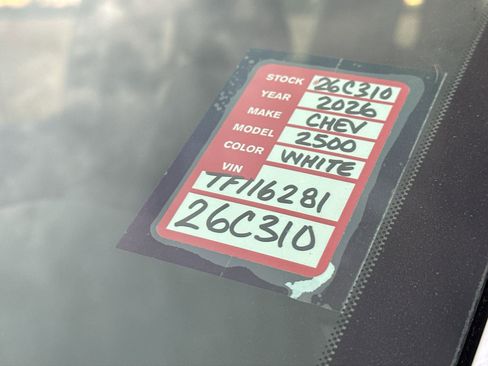 STOCK 26C310
YEAR 2026
MAKE CHEV
MODEL 2500
COLOR WHITE
VIN TF116281
26C310